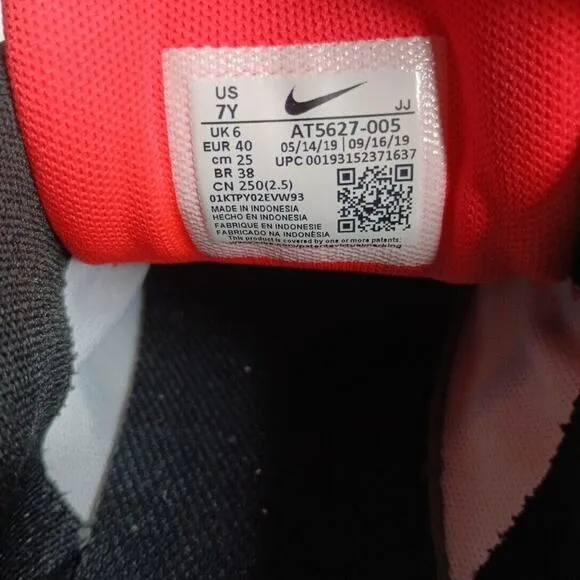 US
7Y
JJ
UK 6
AT5627-005
EUR 40
05/14/19 | 09/16/19
cm 25
UPC 00193152371637
BR 38
CN 250(2.5)
01KTPY02EVW93
MADE IN INDONESIA
HECHO EN INDONESIA
FABRIQUE EN INDONESIE
FABRICADO NA INDONÉSIA
This product is covered by one or more patents: